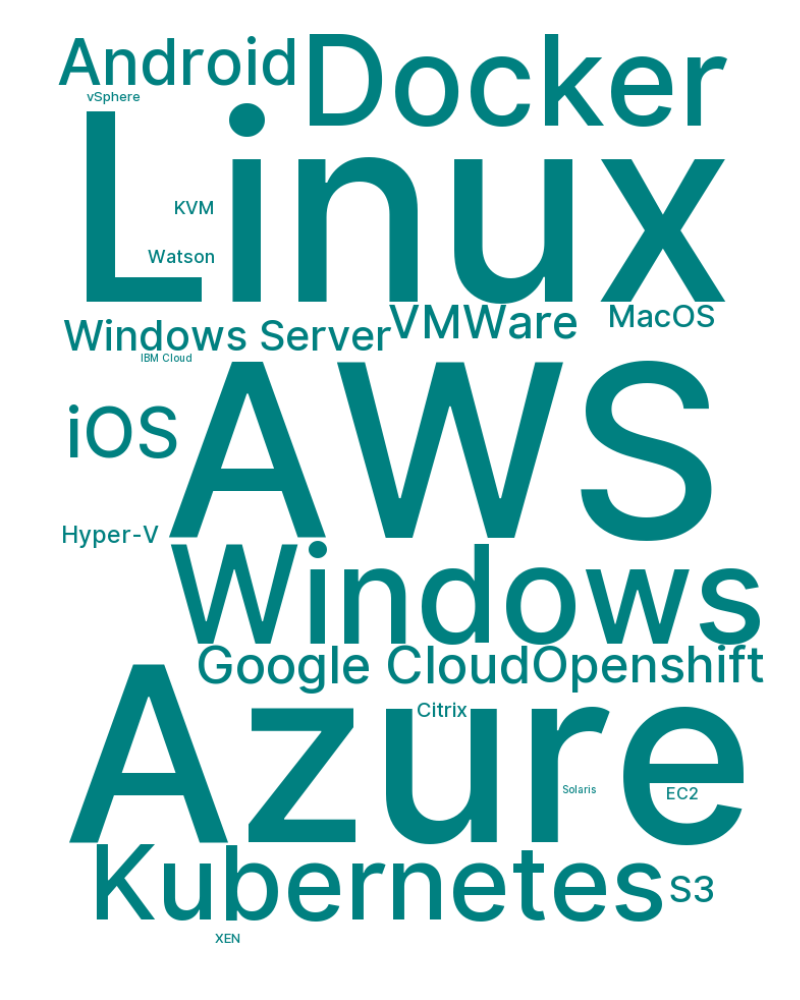 Android
Docker
vSphere
Linux
KVM
Watson
Windows Server
VMWare
MacOS
IBM Cloud
iOS
AWS
Hyper-V
Windows
Google Cloud
Openshift
Azure
Citrix
Solaris
EC2
Kubernetes
S3
XEN